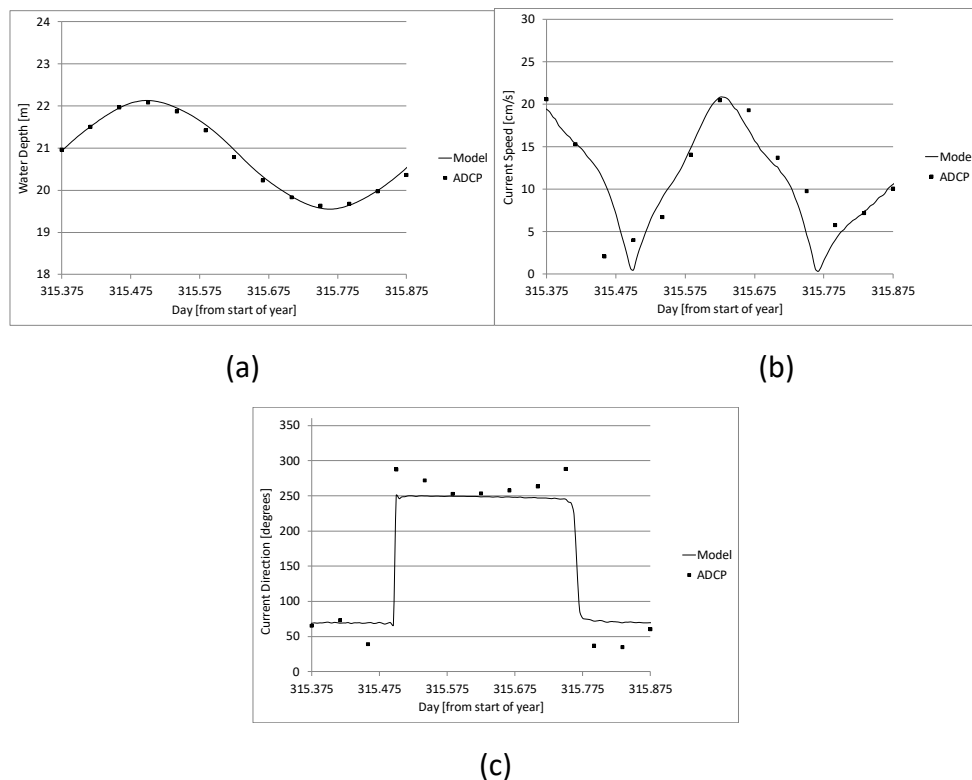 24
23
22
21
20
19
18
Water Depth [m]
315.375 315.475 315.575 315.675 315.775 315.875
Day [from start of year]
Model
ADCP
(a)
30
25
20
15
10
5
0
Current Speed [cm/s]
315.375 315.475 315.575 315.675 315.775 315.875
Day [from start of year]
Model
ADCP
(b)
350
300
250
200
150
100
50
0
Current Direction [degrees]
315.375 315.475 315.575 315.675 315.775 315.875
Day [from start of year]
Model
ADCP
(c)